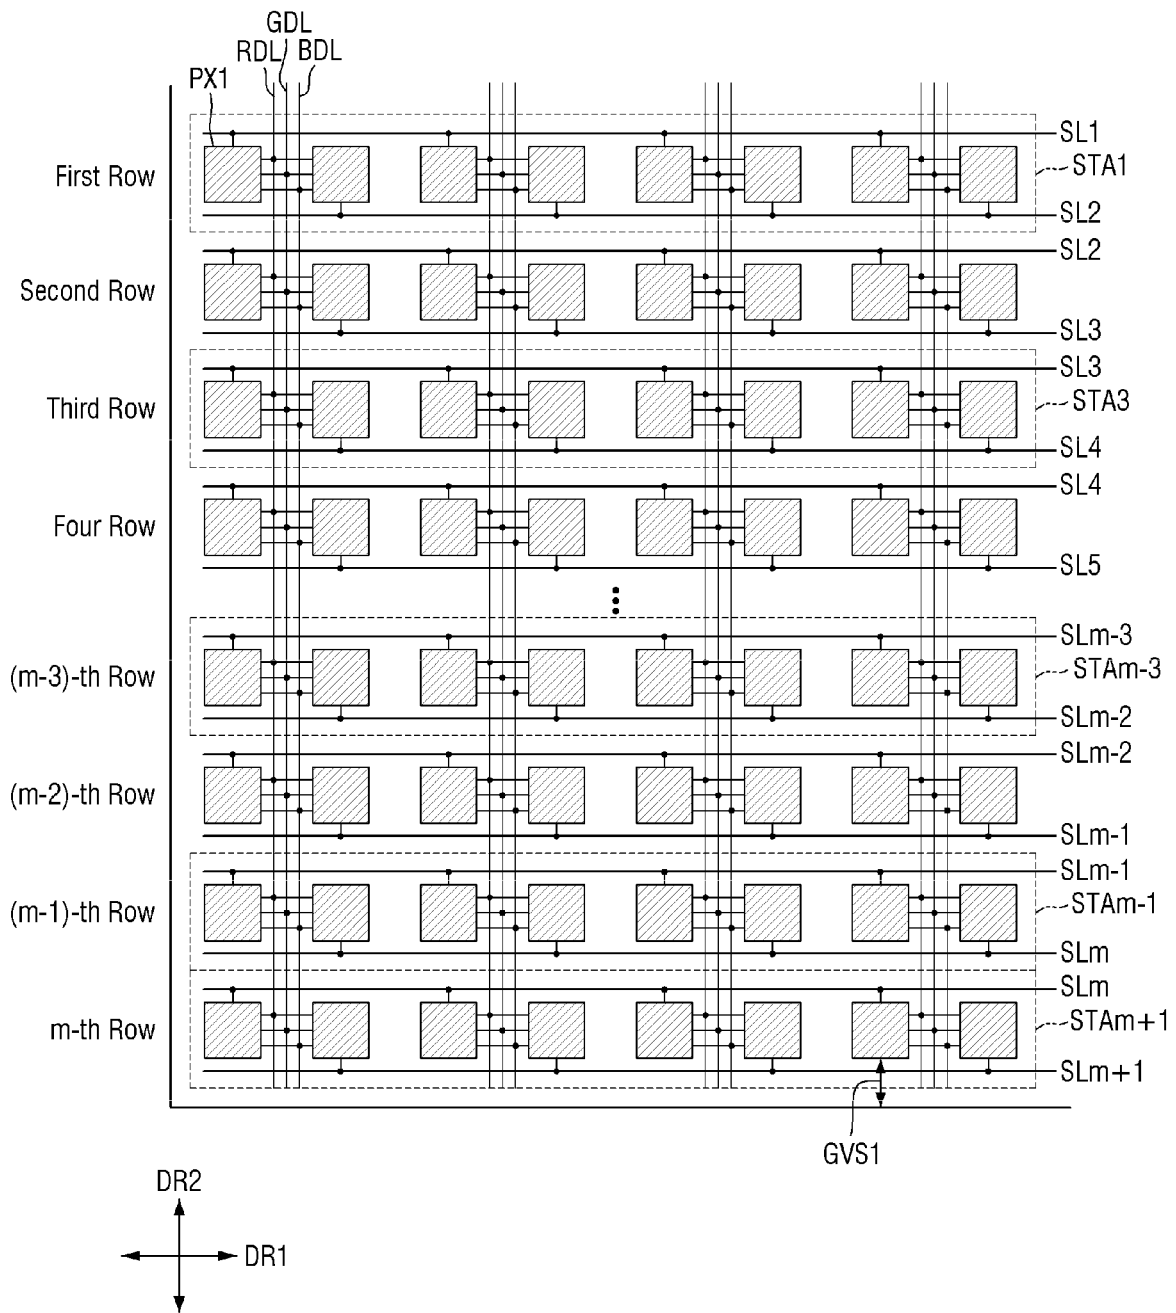 GDL
RDL BDL
PX1
SL1
First Row
STA1
SL2
SL2
Second Row
SL3
SL3
Third Row
STA3
SL4
SL4
Four Row
SL5
SLm-3
(m-3)-th Row
STAm-3
SLm-2
SLm-2
(m-2)-th Row
SLm-1
SLm-1
(m-1)-th Row
STAm-1
SLm
SLm
m-th Row
STAm+1
SLm+1
GVS1
DR2
DR1